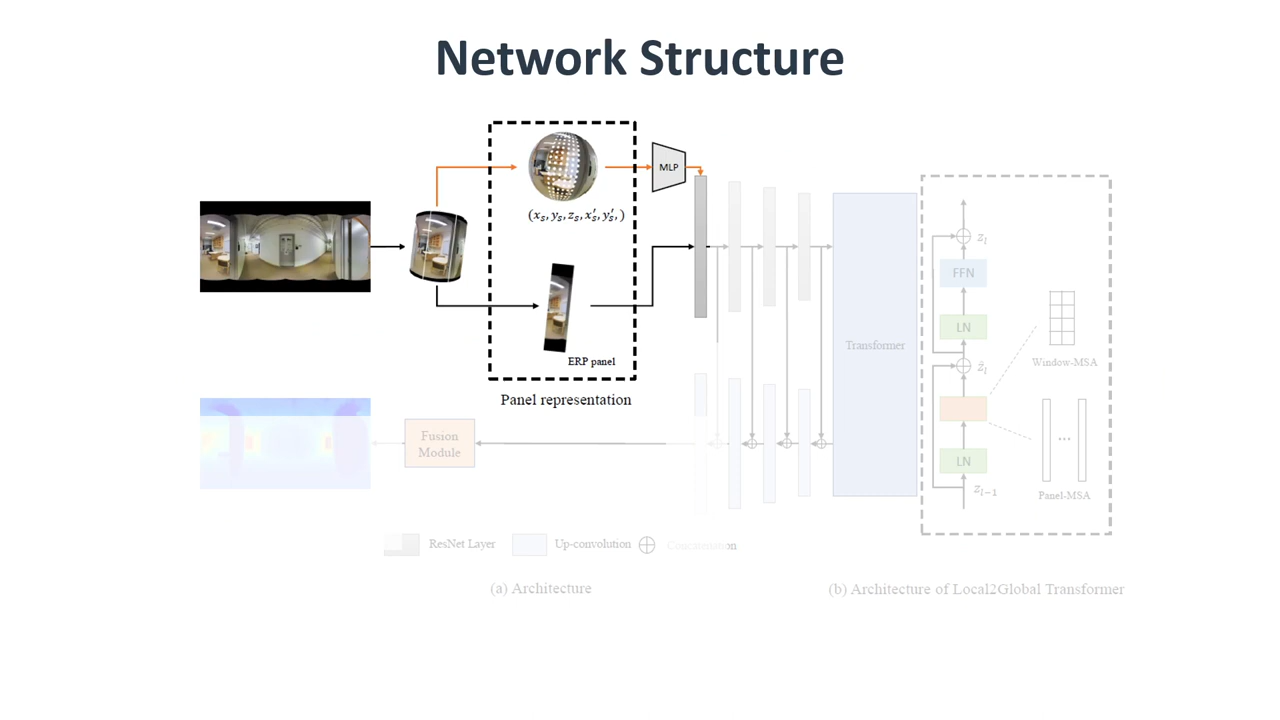 Network Structure
MLP
(x_s, y_s, z_s, x'_s, y'_s, )
ERP panel
Panel representation
Fusion
Module
Transformer
z_l
FFN
LN
ẑ_l
LN
z_{l-1}
Window-MSA
...
Panel-MSA
ResNet Layer
Up-convolution
Concatenation
(a) Architecture
(b) Architecture of Local2Global Transformer